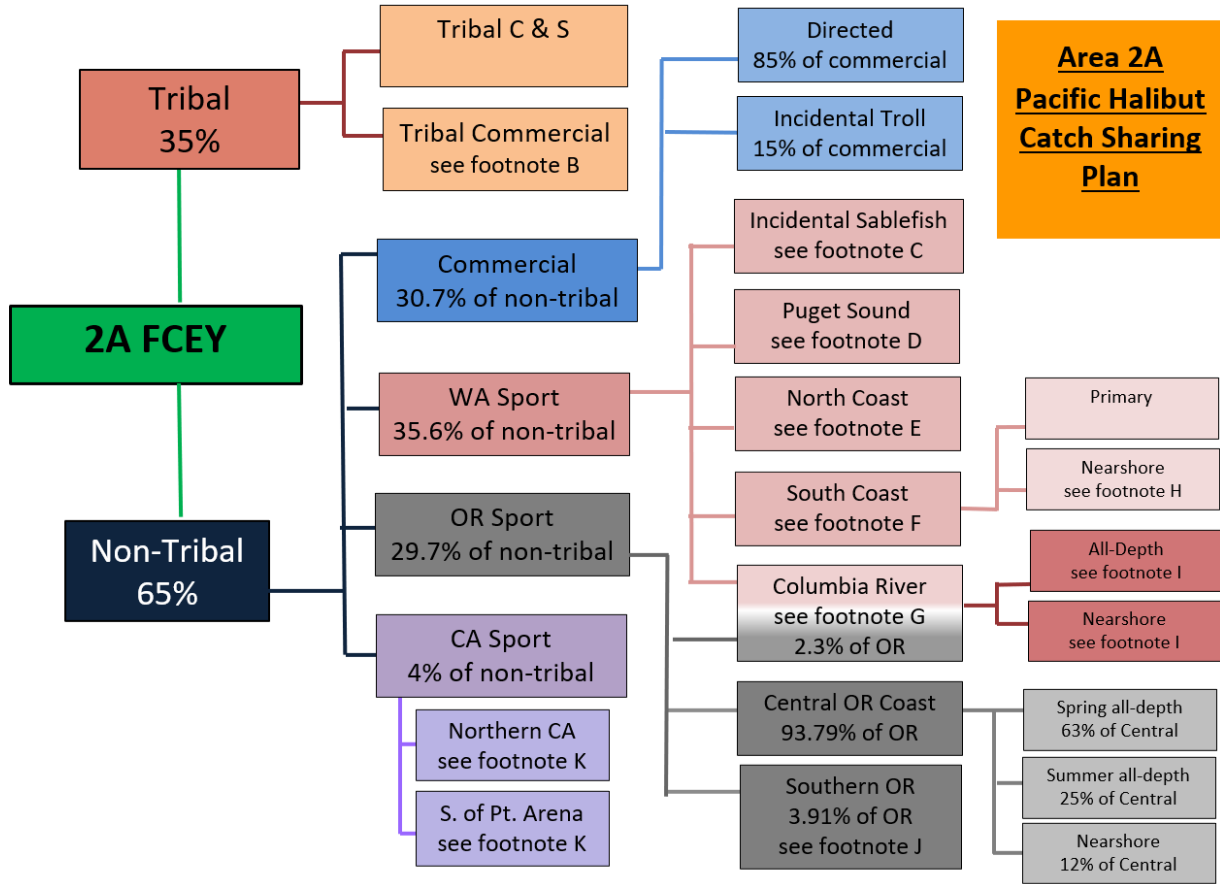 Area 2A
Pacific Halibut
Catch Sharing
Plan
2A FCEY
Tribal
35%
Tribal C & S
Tribal Commercial
see footnote B
Non-Tribal
65%
Commercial
30.7% of non-tribal
Directed
85% of commercial
Incidental Troll
15% of commercial
WA Sport
35.6% of non-tribal
Incidental Sablefish
see footnote C
Puget Sound
see footnote D
North Coast
see footnote E
South Coast
see footnote F
Primary
Nearshore
see footnote H
Columbia River
see footnote G
2.3% of OR
All-Depth
see footnote I
Nearshore
see footnote I
OR Sport
29.7% of non-tribal
Central OR Coast
93.79% of OR
Spring all-depth
63% of Central
Summer all-depth
25% of Central
Nearshore
12% of Central
Southern OR
3.91% of OR
see footnote J
CA Sport
4% of non-tribal
Northern CA
see footnote K
S. of Pt. Arena
see footnote K